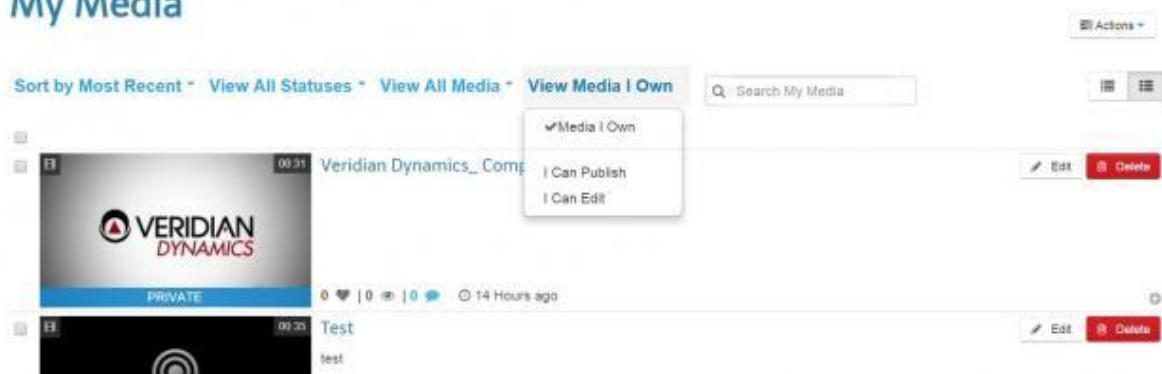 My Media
Actions
Sort by Most Recent View All Statuses View All Media View Media I Own Search My Media
Media I Own
I Can Publish
I Can Edit
00:31 Veridian Dynamics_ Comp Edit Delete
VERIDIAN
DYNAMICS
PRIVATE
0 | 0 | 0 14 Hours ago
00:35 Test Edit Delete
test